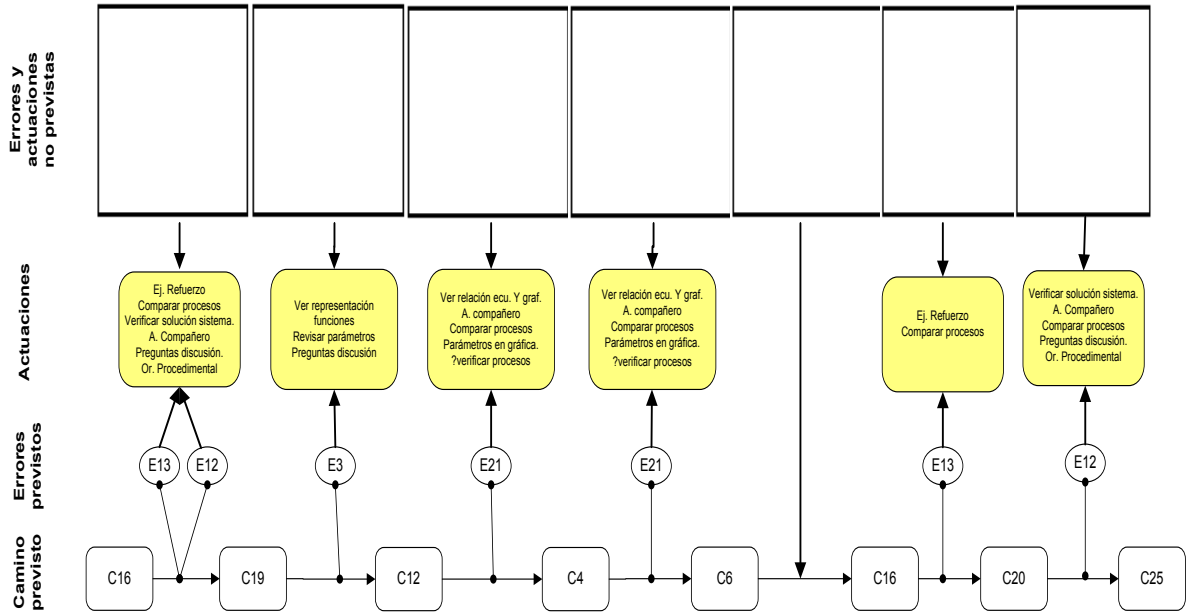 Errores y
actuaciones
no previstas
Actuaciones
Ej. Refuerzo
Comparar procesos
Verificar solución sistema.
A. Compañero
Preguntas discusión.
Or. Procedimental
Ver representación
funciones
Revisar parámetros
Preguntas discusión
Ver relación ecu. Y graf.
A. compañero
Comparar procesos
Parámetros en gráfica.
?verificar procesos
Ver relación ecu. Y graf.
A. compañero
Comparar procesos
Parámetros en gráfica.
?verificar procesos
Ej. Refuerzo
Comparar procesos
Verificar solución sistema.
A. Compañero
Comparar procesos
Preguntas discusión.
Or. Procedimental
Errores
previstos
E13
E12
E3
E21
E21
E13
E12
Camino
previsto
C16
C19
C12
C4
C6
C16
C20
C25